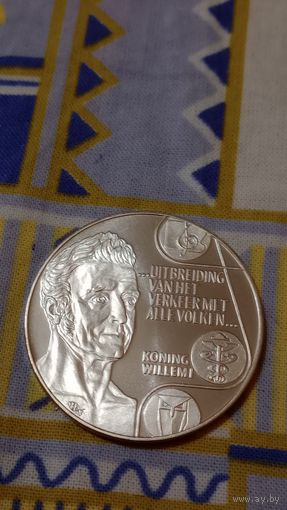 ...UITBREIDING
VAN HET
VERKEER MET
ALLE VOLKEN...
KONING
WILLEM I
www.ay.by